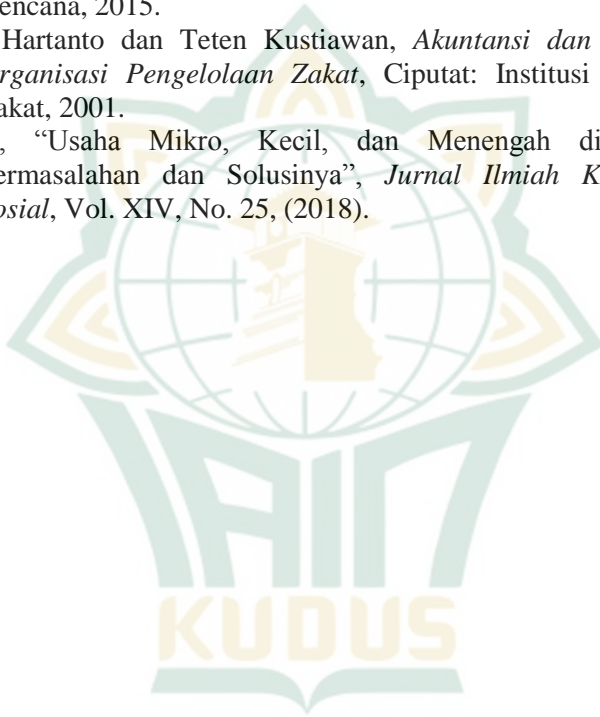 encana, 2015.
Hartanto dan Teten Kustiawan, Akuntansi dan
rganisasi Pengelolaan Zakat, Ciputat: Institusi
akat, 2001.
, “Usaha Mikro, Kecil, dan Menengah di
ermasalahan dan Solusinya”, Jurnal Ilmiah K
osial, Vol. XIV, No. 25, (2018).
IAIN
KUDUS